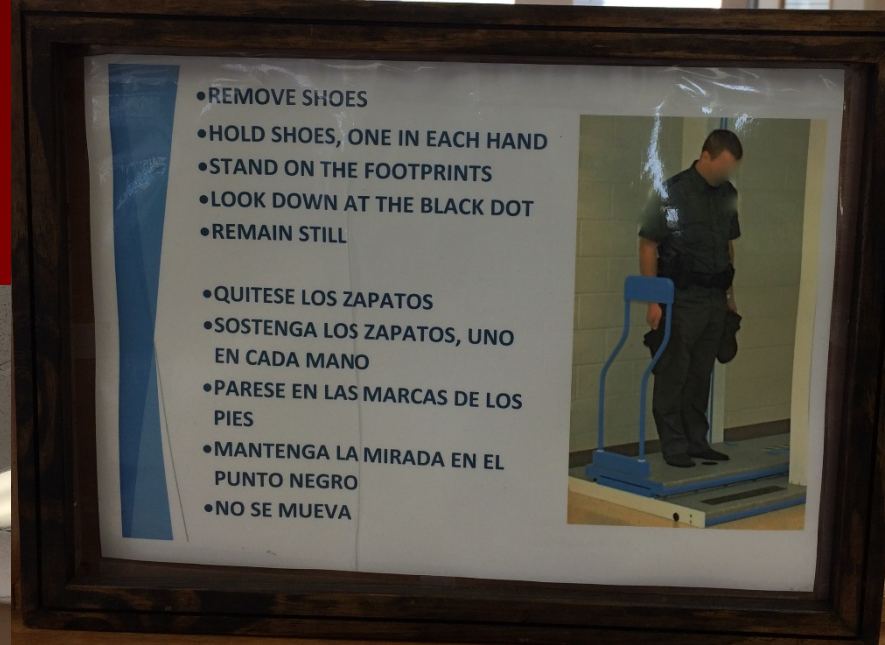 •REMOVE SHOES
•HOLD SHOES, ONE IN EACH HAND
•STAND ON THE FOOTPRINTS
•LOOK DOWN AT THE BLACK DOT
•REMAIN STILL
•QUITESE LOS ZAPATOS
•SOSTENGA LOS ZAPATOS, UNO
EN CADA MANO
•PARESE EN LAS MARCAS DE LOS
PIES
•MANTENGA LA MIRADA EN EL
PUNTO NEGRO
•NO SE MUEVA